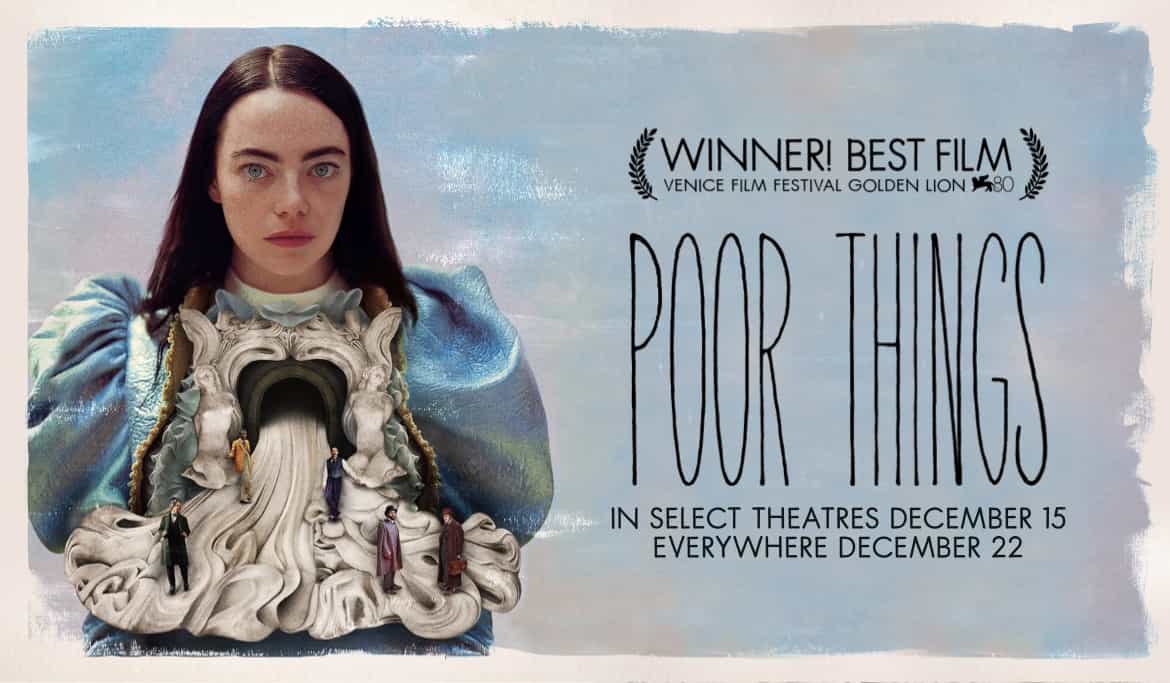 WINNER! BEST FILM
VENICE FILM FESTIVAL GOLDEN LION 80
POOR THINGS
IN SELECT THEATRES DECEMBER 15
EVERYWHERE DECEMBER 22